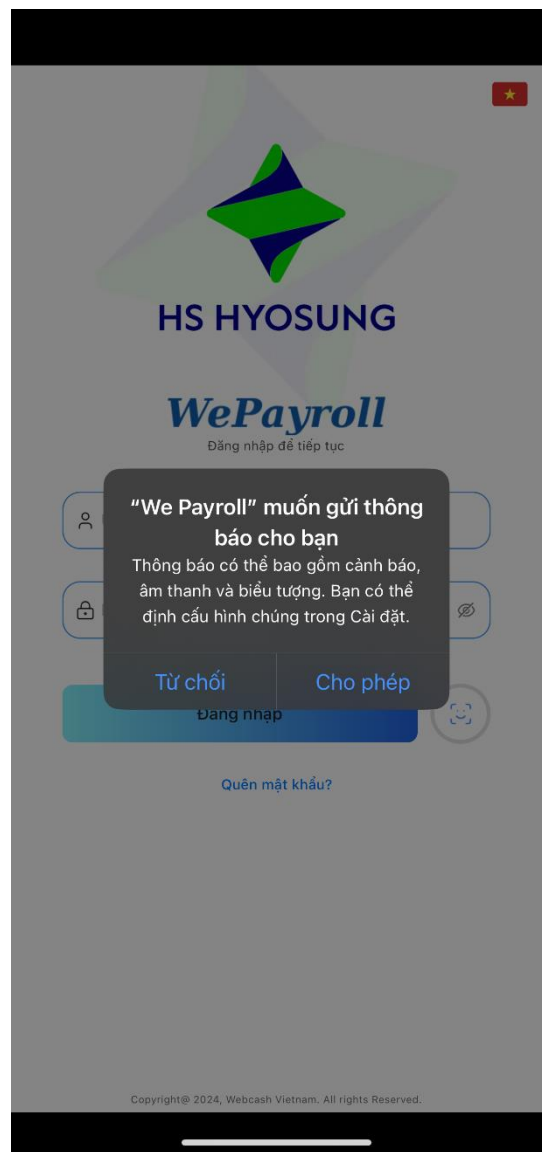 HS HYOSUNG
WePayroll
Đăng nhập để tiếp tục
“We Payroll” muốn gửi thông
báo cho bạn
Thông báo có thể bao gồm cảnh báo,
âm thanh và biểu tượng. Bạn có thể
định cấu hình chúng trong Cài đặt.
Từ chối
Cho phép
Đăng nhập
Quên mật khẩu?
Copyright@ 2024, Webcash Vietnam. All rights Reserved.